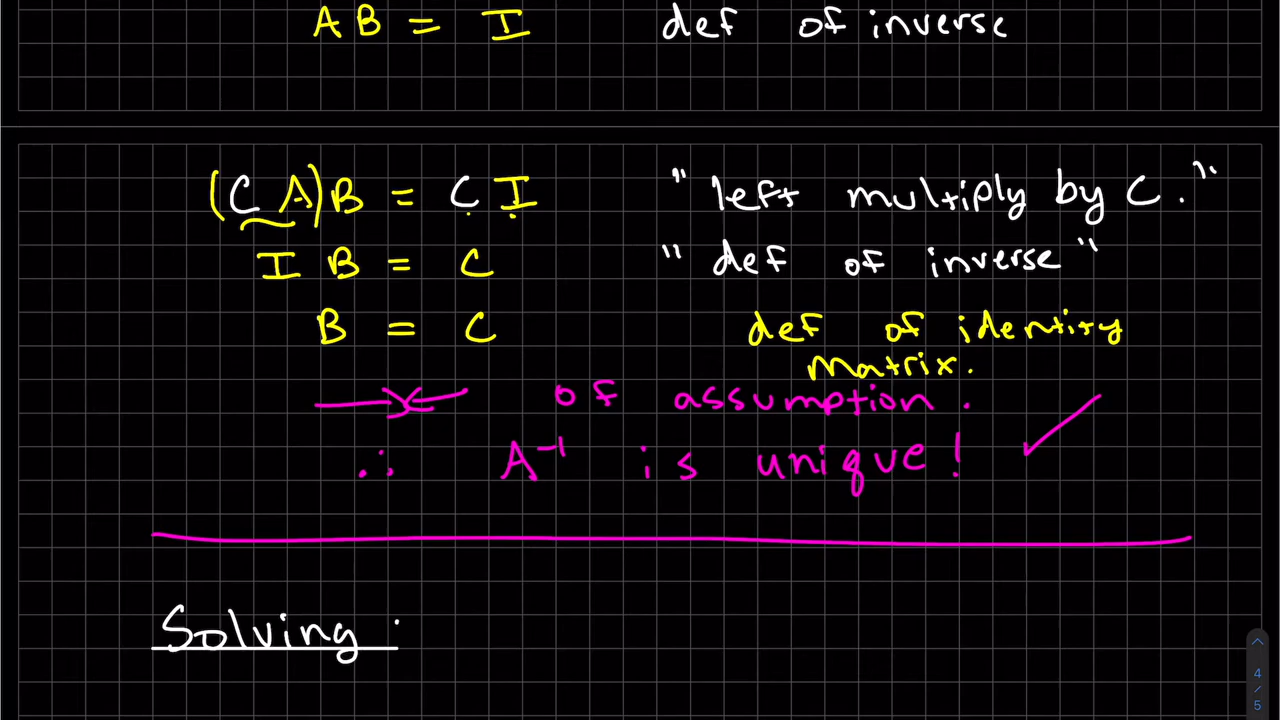 AB = I def of inverse
(CA)B = CI "left multiply by C."
IB = C "def of inverse"
B = C def of identity
matrix.
→← of assumption.
∴ A⁻¹ is unique! ✓
Solving:
4
/
5